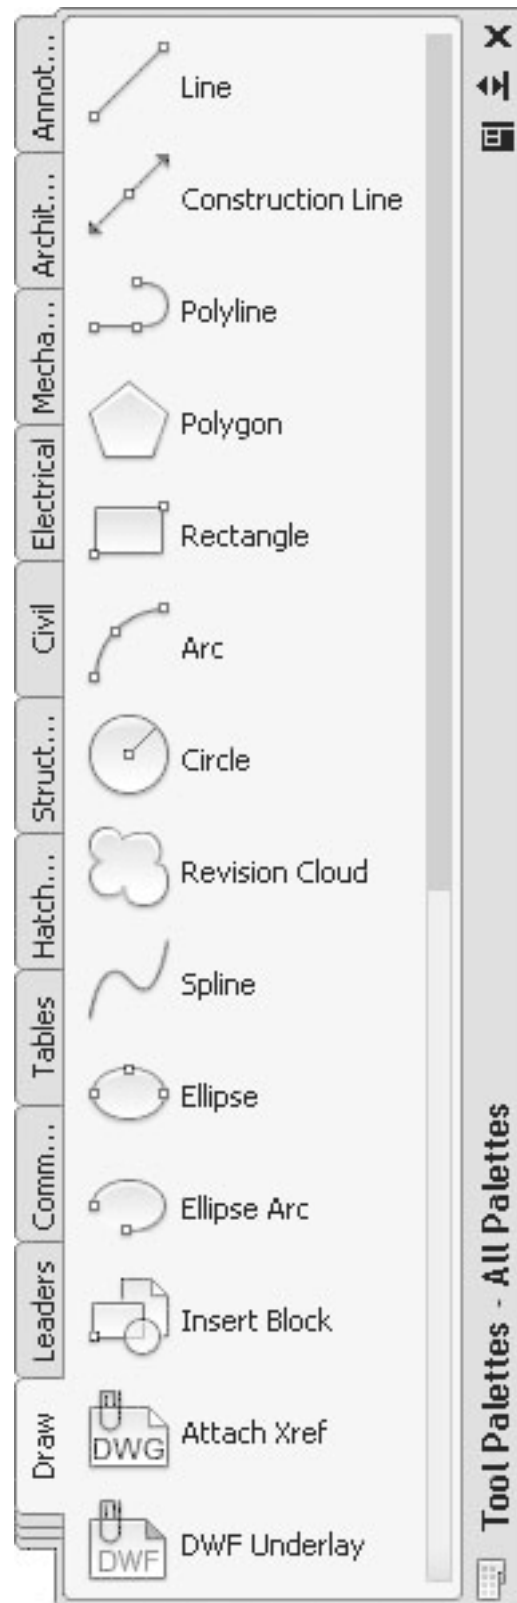 Annot...
Archit...
Mecha...
Electrical
Civil
Struct...
Hatch...
Tables
Comm...
Leaders
Draw
Line
Construction Line
Polyline
Polygon
Rectangle
Arc
Circle
Revision Cloud
Spline
Ellipse
Ellipse Arc
Insert Block
DWG
Attach Xref
DWF
DWF Underlay
Tool Palettes - All Palettes